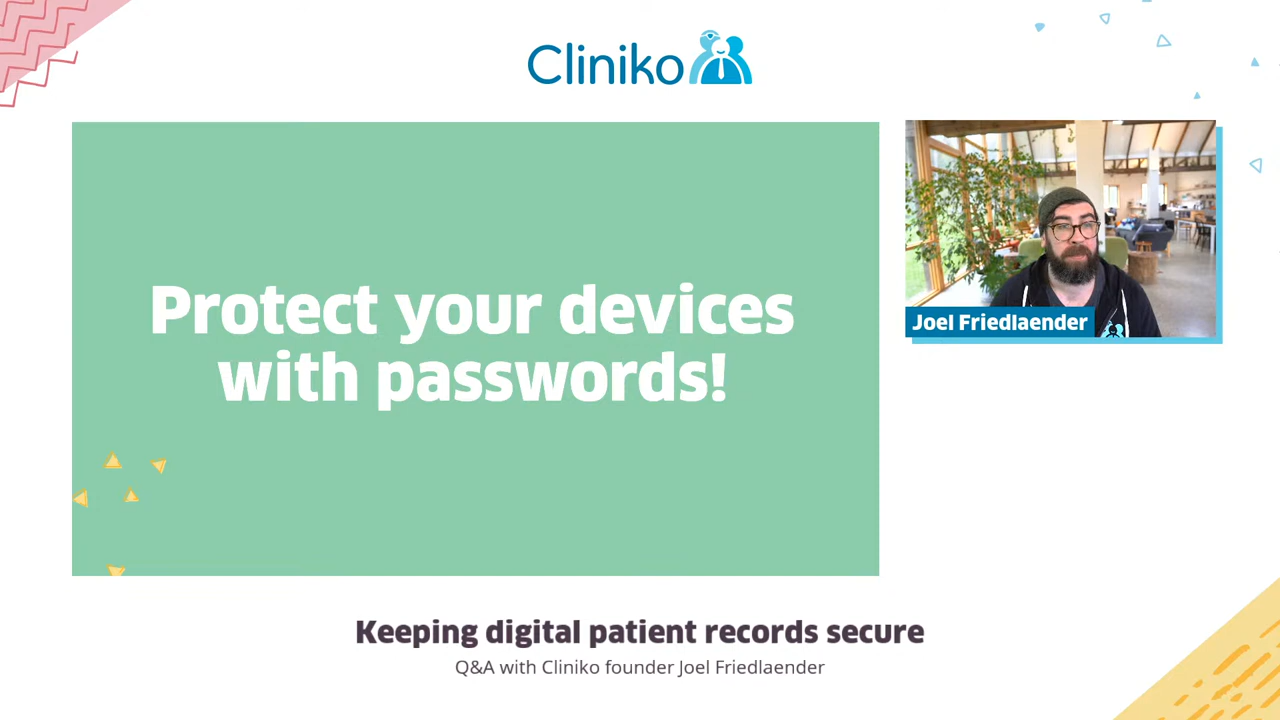 Cliniko
Protect your devices
with passwords!
Joel Friedlaender
Keeping digital patient records secure
Q&A with Cliniko founder Joel Friedlaender